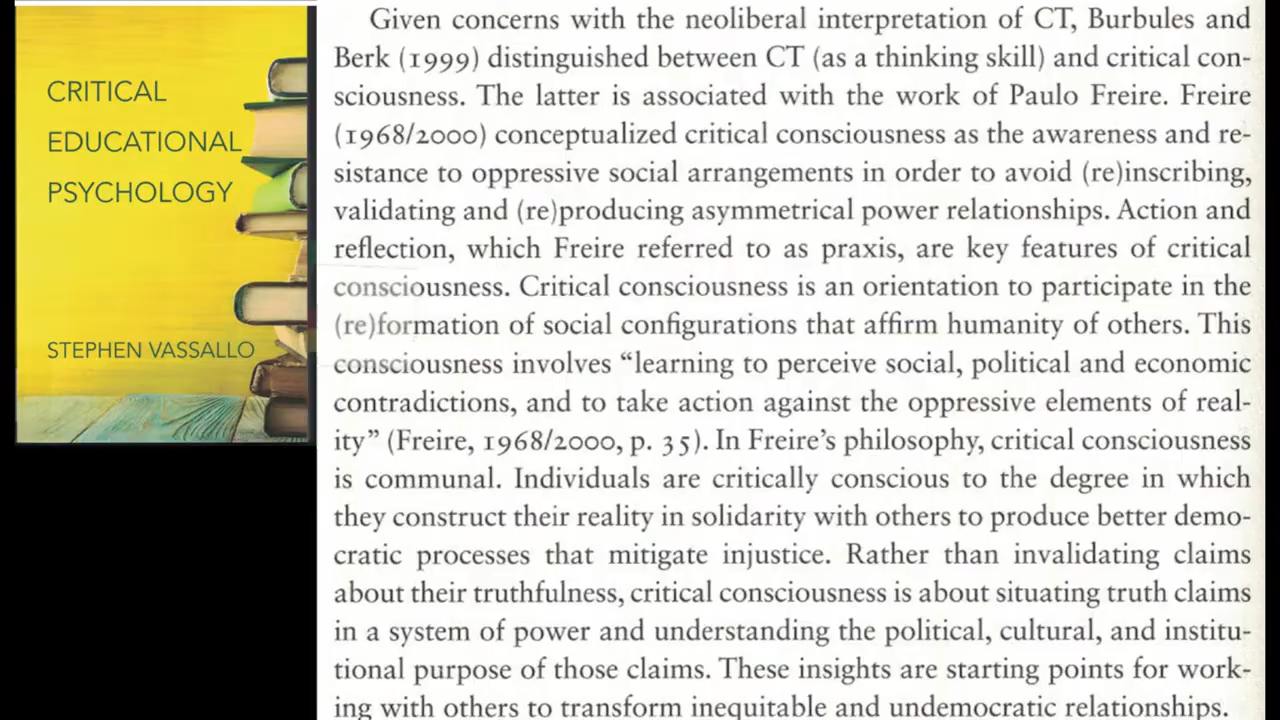 CRITICAL
EDUCATIONAL
PSYCHOLOGY
STEPHEN VASSALLO
Given concerns with the neoliberal interpretation of CT, Burbules and
Berk (1999) distinguished between CT (as a thinking skill) and critical con-
sciousness. The latter is associated with the work of Paulo Freire. Freire
(1968/2000) conceptualized critical consciousness as the awareness and re-
sistance to oppressive social arrangements in order to avoid (re)inscribing,
validating and (re)producing asymmetrical power relationships. Action and
reflection, which Freire referred to as praxis, are key features of critical
consciousness. Critical consciousness is an orientation to participate in the
(re)formation of social configurations that affirm humanity of others. This
consciousness involves “learning to perceive social, political and economic
contradictions, and to take action against the oppressive elements of real-
ity” (Freire, 1968/2000, p. 35). In Freire’s philosophy, critical consciousness
is communal. Individuals are critically conscious to the degree in which
they construct their reality in solidarity with others to produce better demo-
cratic processes that mitigate injustice. Rather than invalidating claims
about their truthfulness, critical consciousness is about situating truth claims
in a system of power and understanding the political, cultural, and institu-
tional purpose of those claims. These insights are starting points for work-
ing with others to transform inequitable and undemocratic relationships.